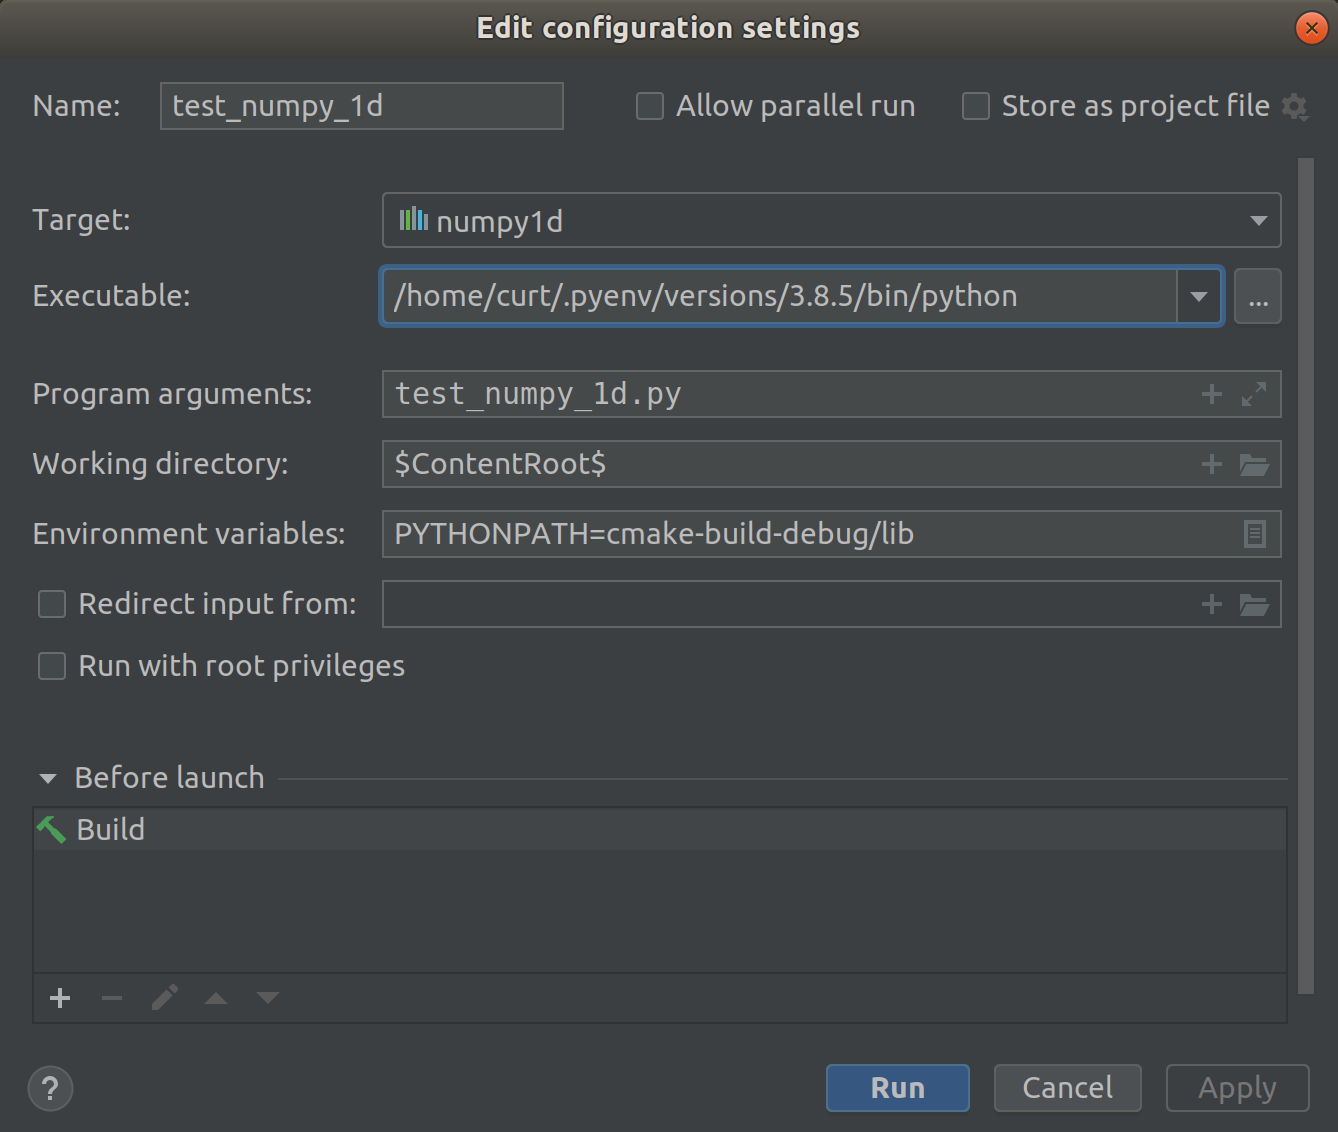 Edit configuration settings
Name: test_numpy_1d Allow parallel run Store as project file
Target: numpy1d
Executable: /home/curt/.pyenv/versions/3.8.5/bin/python ...
Program arguments: test_numpy_1d.py
Working directory: $ContentRoot$
Environment variables: PYTHONPATH=cmake-build-debug/lib
Redirect input from:
Run with root privileges
Before launch
Build
? Run Cancel Apply